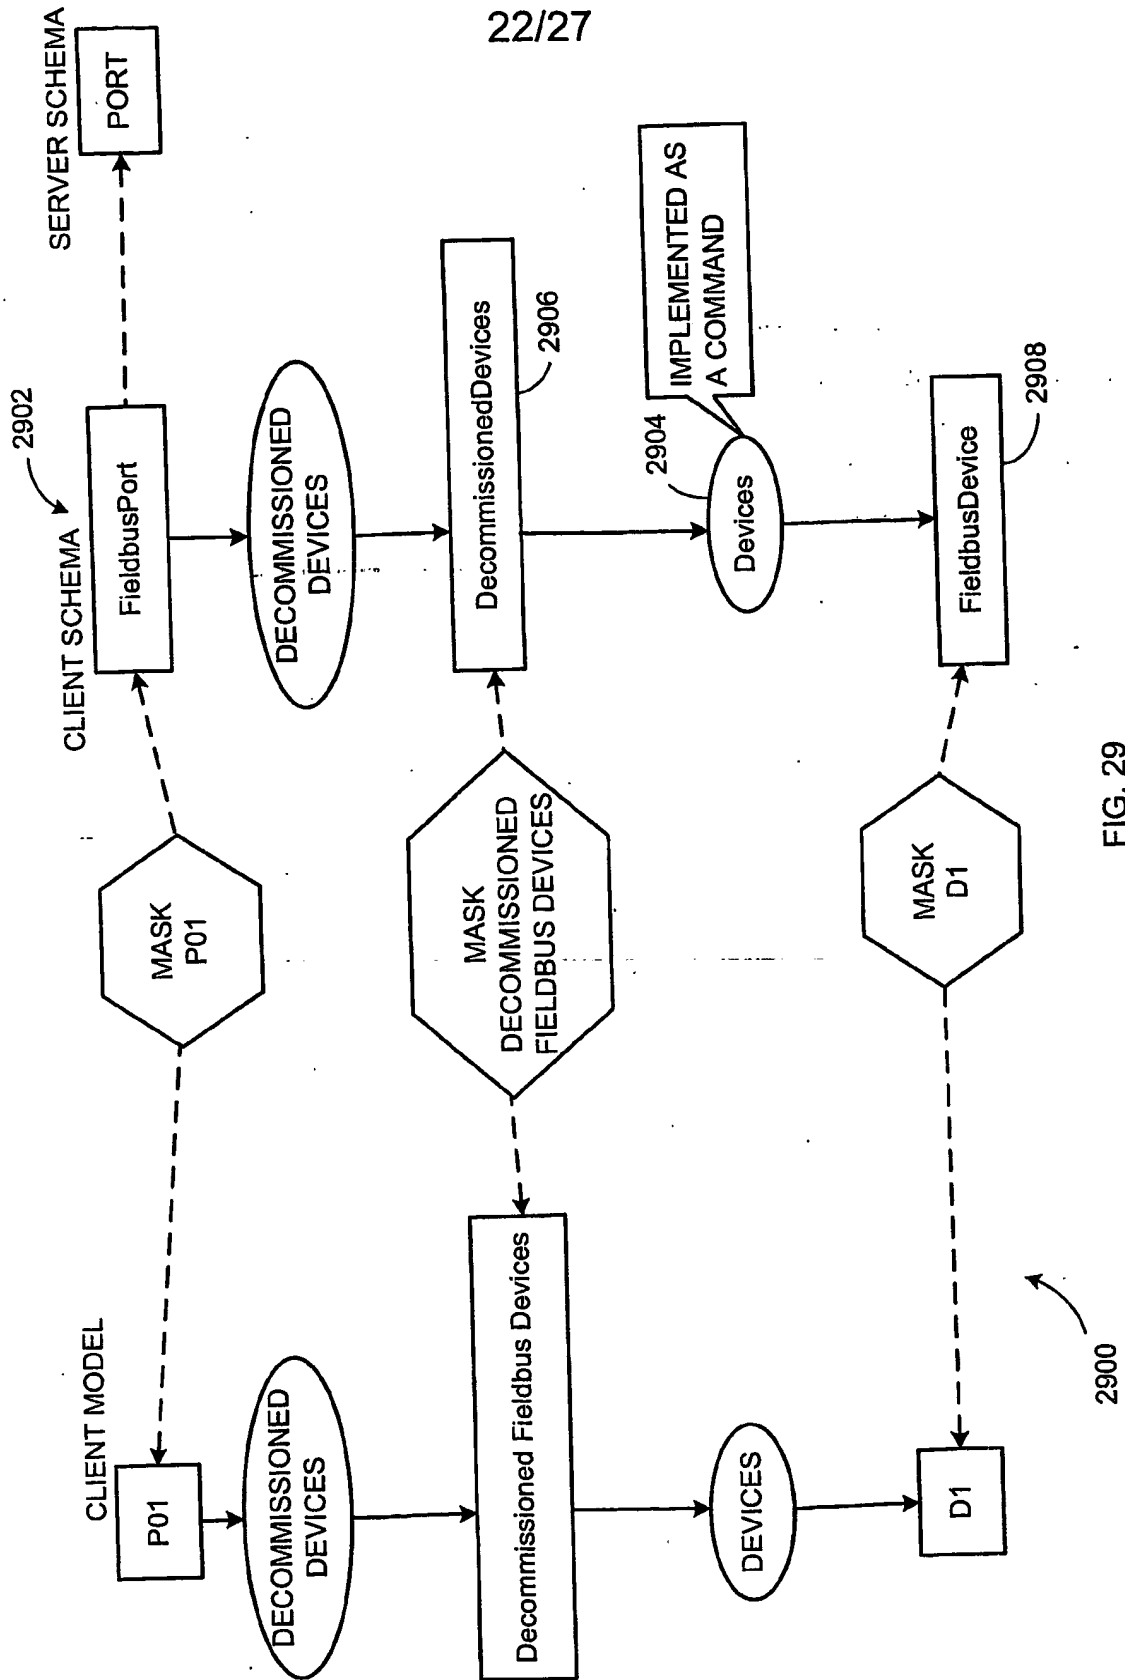 22/27
CLIENT MODEL
CLIENT SCHEMA
2902
SERVER SCHEMA
P01
MASK
P01
FieldbusPort
PORT
DECOMMISSIONED
DEVICES
DECOMMISSIONED
DEVICES
Decommissioned Fieldbus Devices
MASK
DECOMMISSIONED
FIELDBUS DEVICES
DecommissionedDevices
2906
DEVICES
Devices
2904
IMPLEMENTED AS
A COMMAND
D1
MASK
D1
FieldbusDevice
2908
2900
FIG. 29